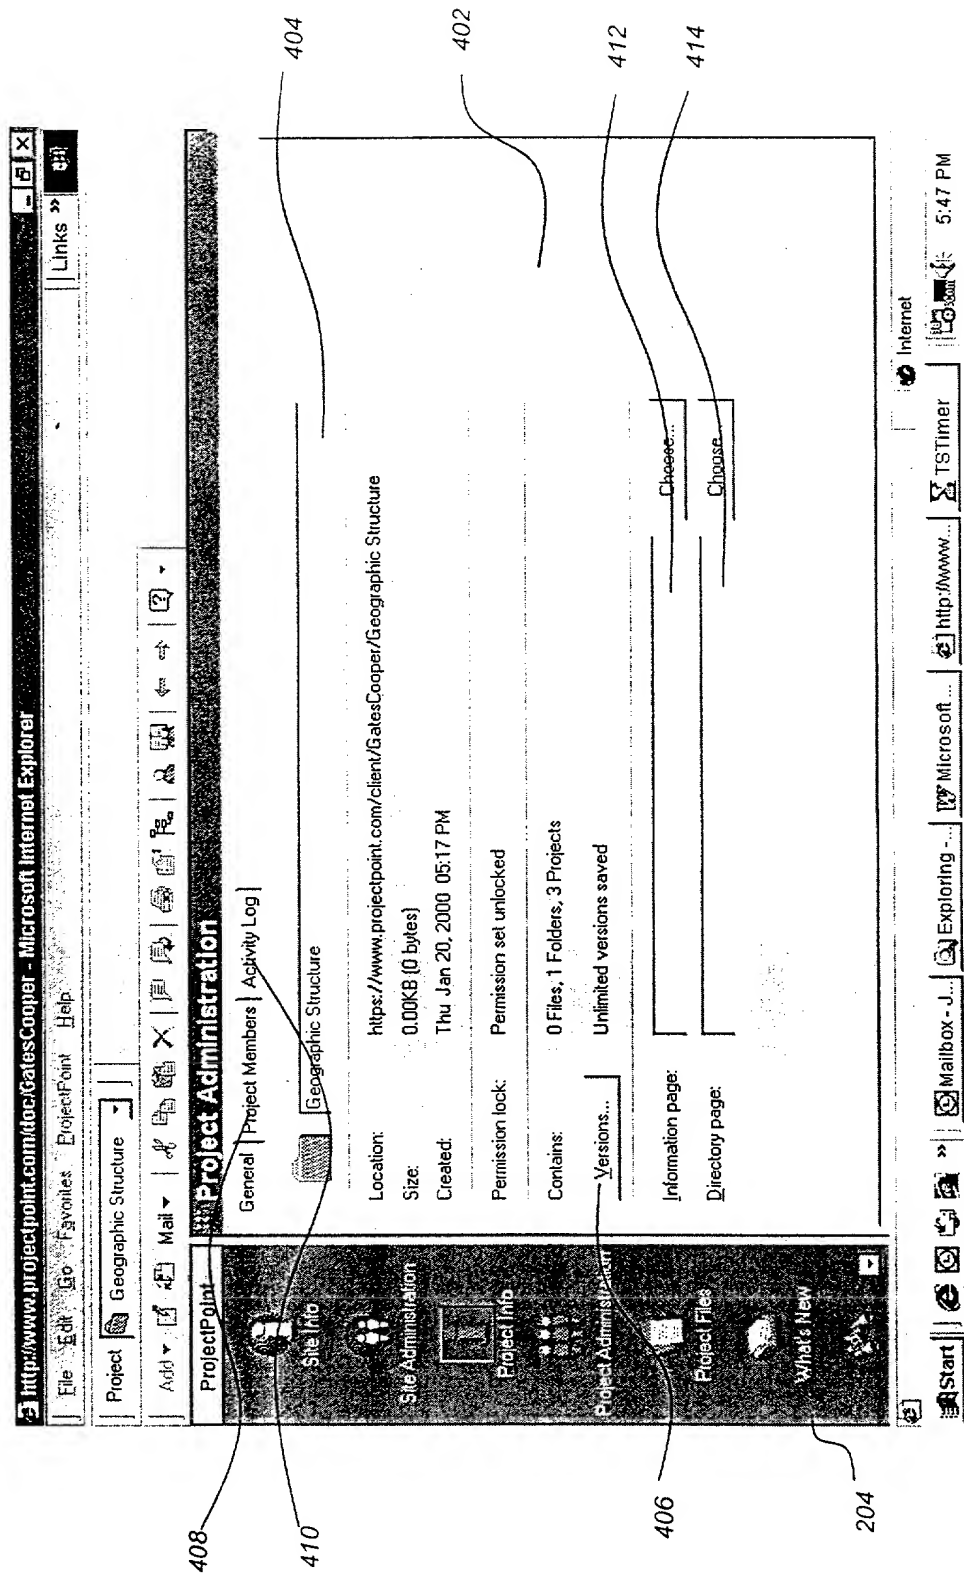 http://www.projectpoint.com/doc/GatesCooper - Microsoft Internet Explorer
File Edit Go Favorites ProjectPoint Help
Links »
Project Geographic Structure
Add Mail
ProjectPoint
Project Administration
Site Info
Site Administration
Project Info
Project Administration
Project Files
What's New
General Project Members Activity Log
Geographic Structure
Location: https://www.projectpoint.com/client/GatesCooper/Geographic Structure
Size: 0.00KB (0 bytes)
Created: Thu Jan 20, 2000 05:17 PM
Permission lock: Permission set unlocked
Contains: 0 Files, 1 Folders, 3 Projects
Versions... Unlimited versions saved
Information page: Choose...
Directory page: Choose...
Internet
Start » Mailbox - J... Exploring -... Microsoft ... http://www... TSTimer 5:47 PM
404
402
412
414
408
410
406
204